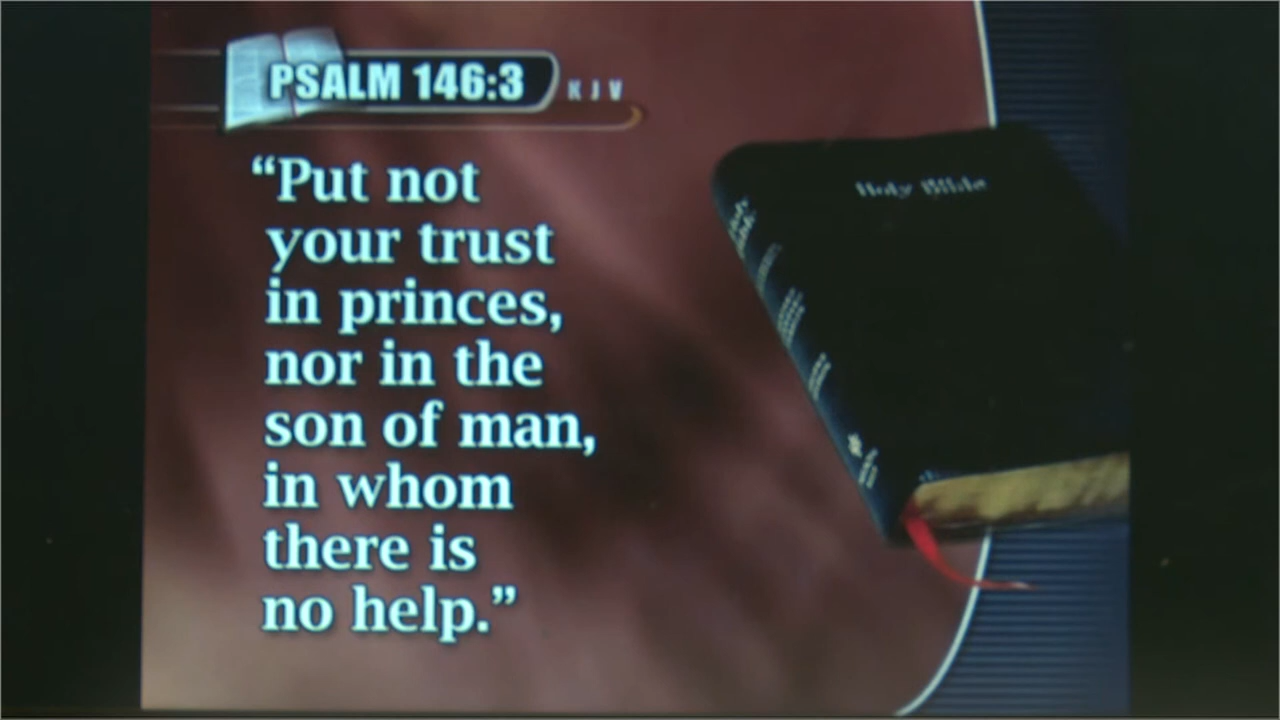 PSALM 146:3 KJV
“Put not
your trust
in princes,
nor in the
son of man,
in whom
there is
no help.”
Holy Bible